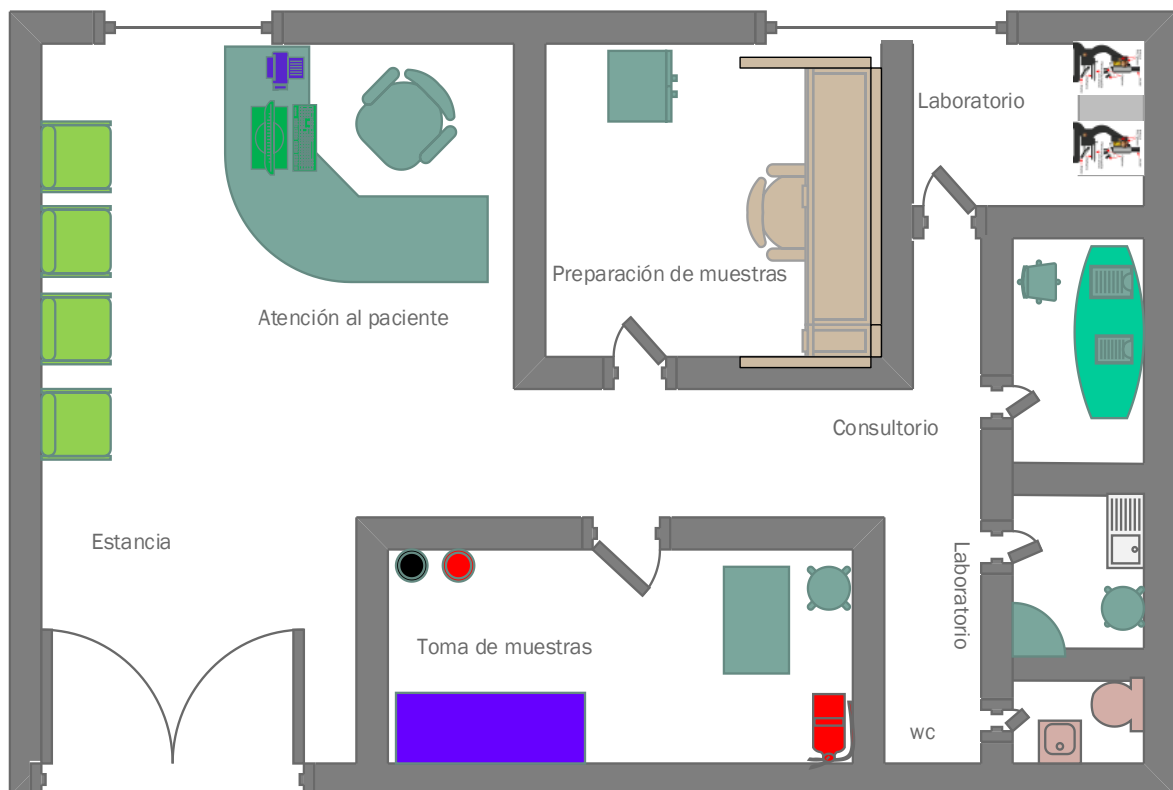 Laboratorio
Preparación de muestras
Atención al paciente
Consultorio
Estancia
Laboratorio
Toma de muestras
wc